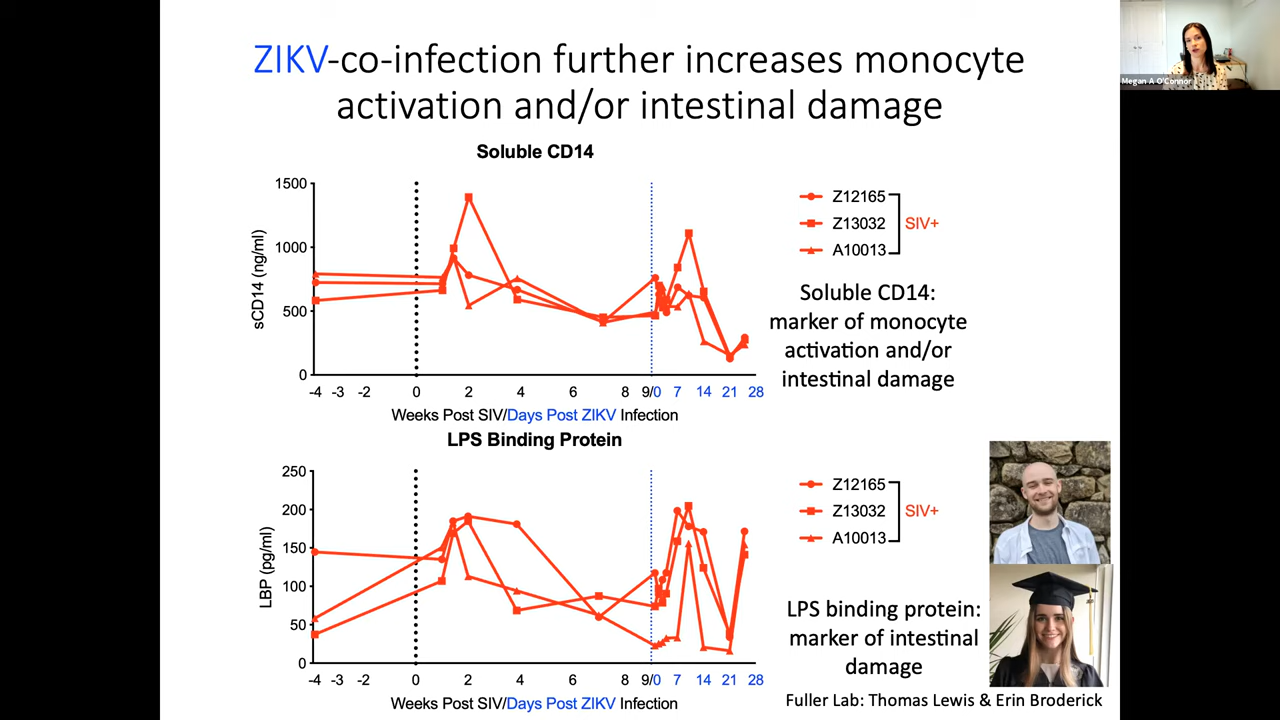 ZIKV-co-infection further increases monocyte
activation and/or intestinal damage
Megan A O'Connor
Soluble CD14
1500
1000
500
0
sCD14 (ng/ml)
-4 -3 -2 0 2 4 6 8 9/0 7 14 21 28
Weeks Post SIV/Days Post ZIKV Infection
Z12165
Z13032
A10013
SIV+
Soluble CD14:
marker of monocyte
activation and/or
intestinal damage
LPS Binding Protein
250
200
150
100
50
0
LBP (pg/ml)
-4 -3 -2 0 2 4 6 8 9/0 7 14 21 28
Weeks Post SIV/Days Post ZIKV Infection
Z12165
Z13032
A10013
SIV+
LPS binding protein:
marker of intestinal
damage
Fuller Lab: Thomas Lewis & Erin Broderick